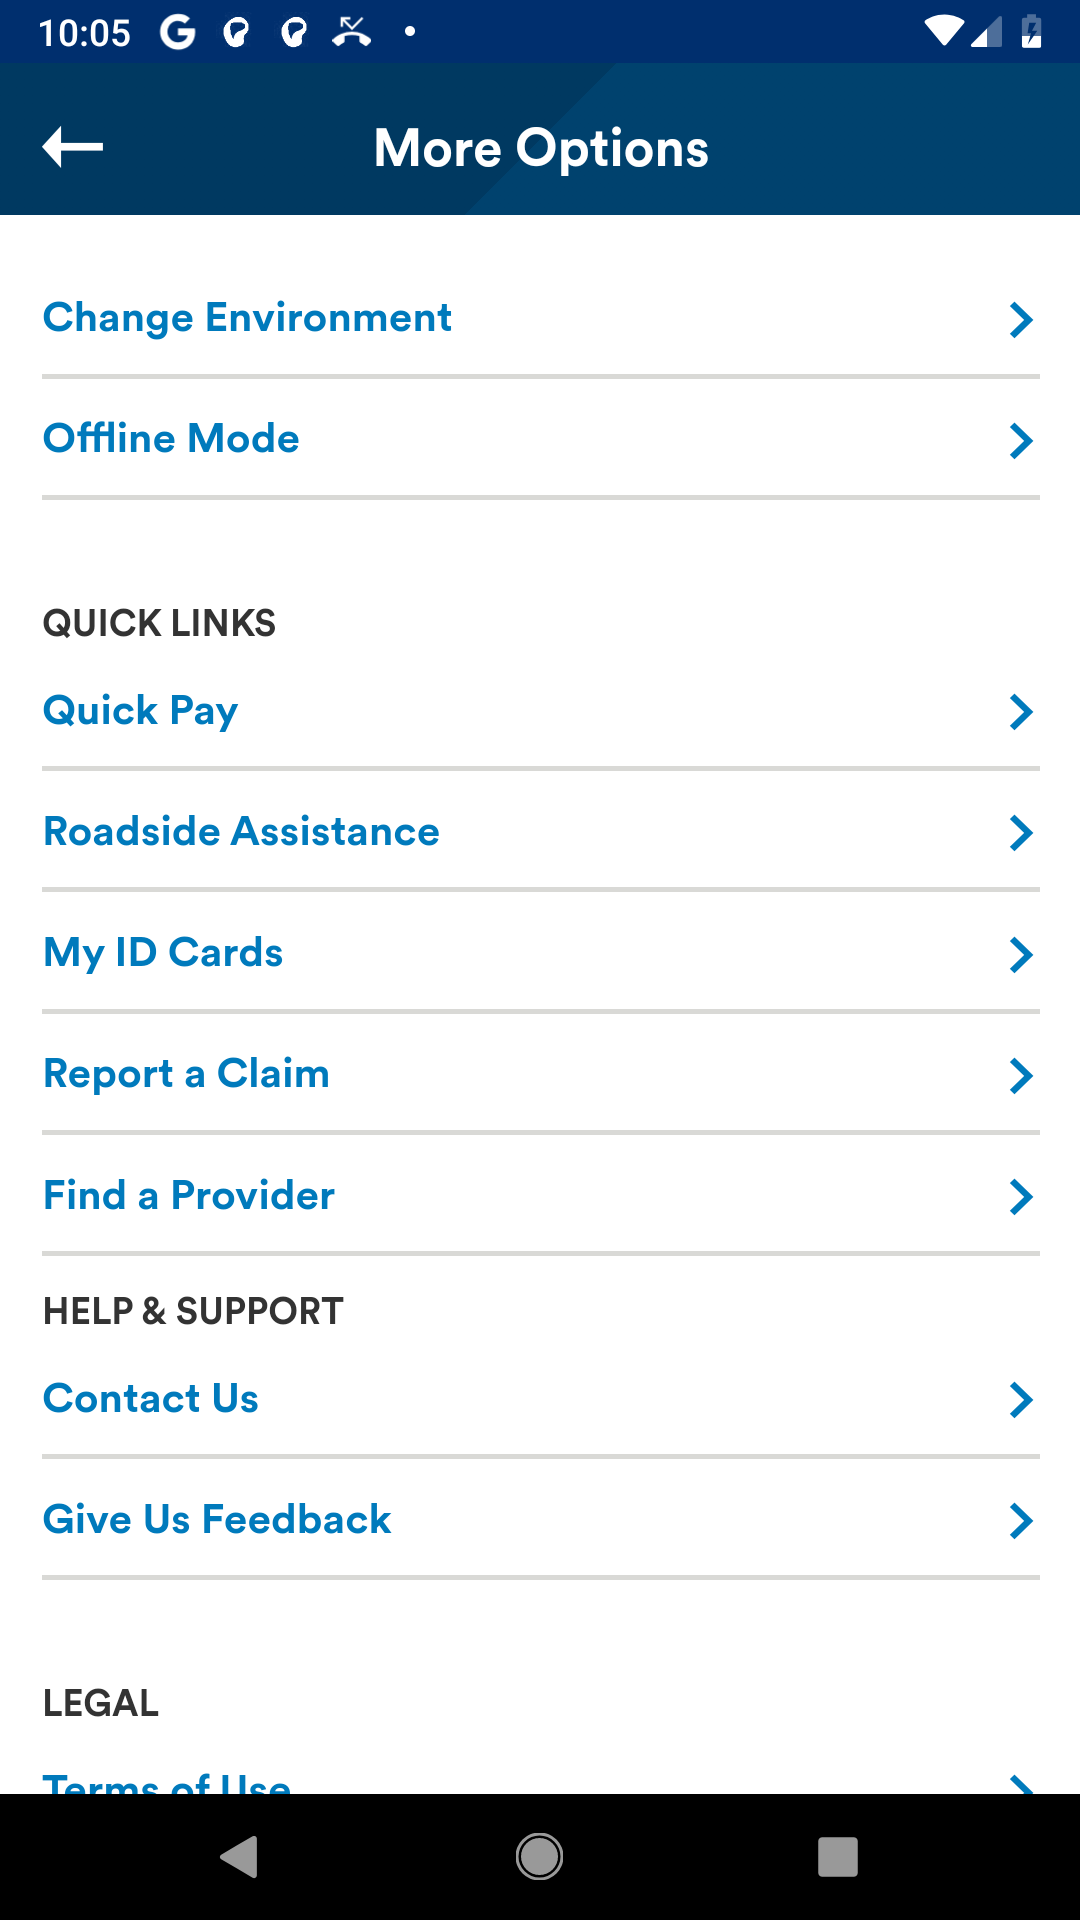 10:05
More Options
Change Environment
Offline Mode
QUICK LINKS
Quick Pay
Roadside Assistance
My ID Cards
Report a Claim
Find a Provider
HELP & SUPPORT
Contact Us
Give Us Feedback
LEGAL
Terms of Use